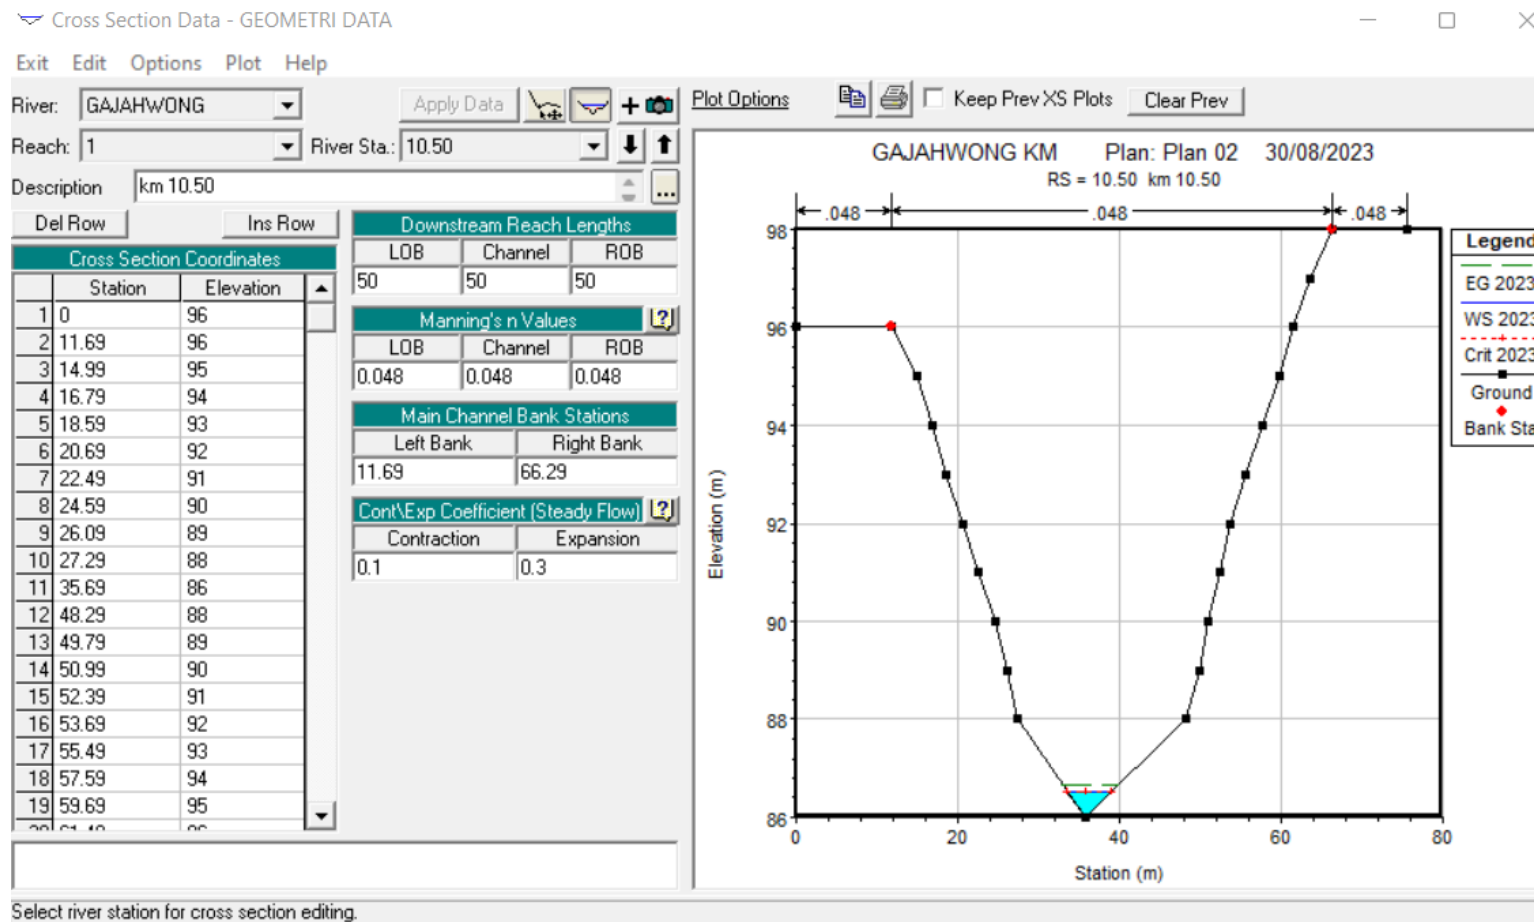 Cross Section Data - GEOMETRI DATA
Exit Edit Options Plot Help
River: GAJAHWONG Apply Data +
Reach: 1 River Sta.: 10.50
Description km 10.50 ...
Del Row Ins Row
Cross Section Coordinates
Station Elevation
1 0 96
2 11.69 96
3 14.99 95
4 16.79 94
5 18.59 93
6 20.69 92
7 22.49 91
8 24.59 90
9 26.09 89
10 27.29 88
11 35.69 86
12 48.29 88
13 49.79 89
14 50.99 90
15 52.39 91
16 53.69 92
17 55.49 93
18 57.59 94
19 59.69 95
Downstream Reach Lengths
LOB Channel ROB
50 50 50
Manning's n Values
LOB Channel ROB
0.048 0.048 0.048
Main Channel Bank Stations
Left Bank Right Bank
11.69 66.29
Cont\Exp Coefficient (Steady Flow)
Contraction Expansion
0.1 0.3
Plot Options Keep Prev XS Plots Clear Prev
GAJAHWONG KM Plan: Plan 02 30/08/2023
RS = 10.50 km 10.50
.048 .048 .048
98
96
94
92
90
88
86
Elevation (m)
0 20 40 60 80
Station (m)
Legend
EG 2023
WS 2023
Crit 2023
Ground
Bank Sta
Select river station for cross section editing.